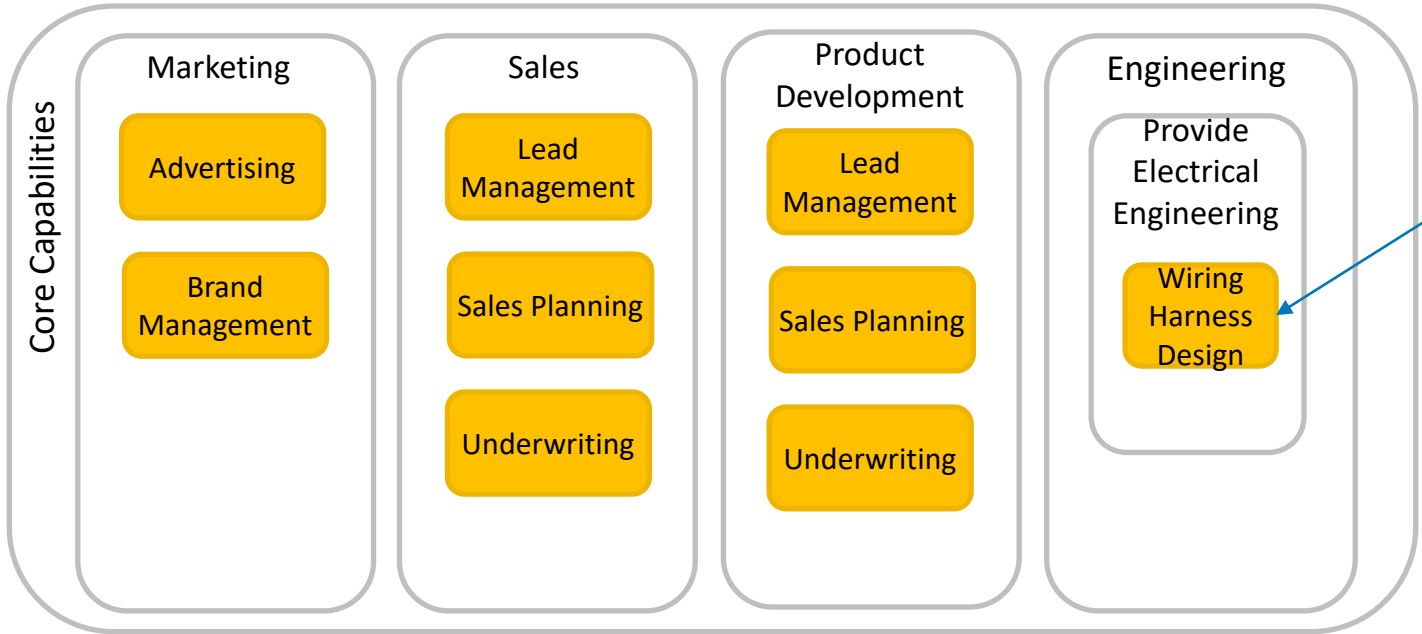 Core Capabilities
Marketing
Advertising
Brand
Management
Sales
Lead
Management
Sales Planning
Underwriting
Product
Development
Lead
Management
Sales Planning
Underwriting
Engineering
Provide
Electrical
Engineering
Wiring
Harness
Design